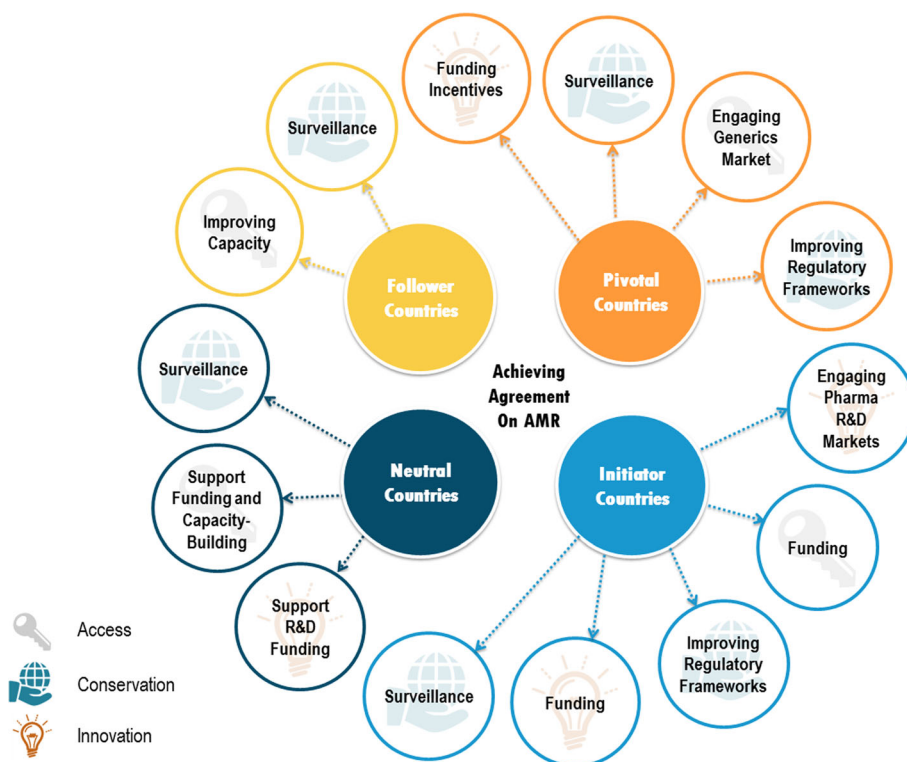 Funding
Incentives
Surveillance
Engaging
Generics
Market
Improving
Regulatory
Frameworks
Pivotal
Countries
Surveillance
Improving
Capacity
Follower
Countries
Achieving
Agreement
On AMR
Surveillance
Support
Funding and
Capacity-
Building
Support
R&D
Funding
Neutral
Countries
Initiator
Countries
Engaging
Pharma
R&D
Markets
Funding
Improving
Regulatory
Frameworks
Funding
Surveillance
Access
Conservation
Innovation